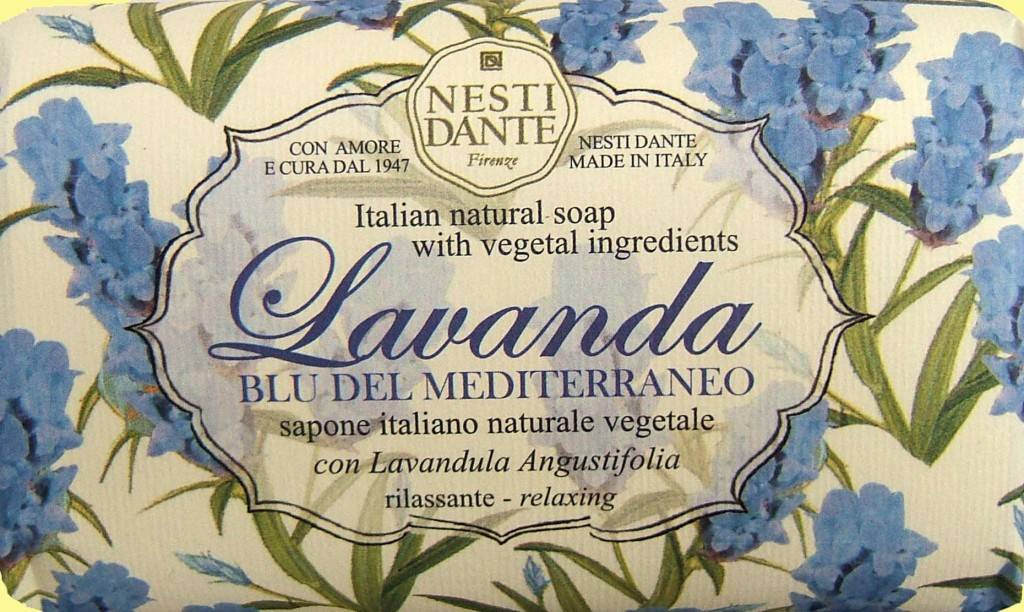 NESTI
DANTE
Firenze
CON AMORE
E CURA DAL 1947
NESTI DANTE
MADE IN ITALY
Italian natural soap
with vegetal ingredients
Lavanda
BLU DEL MEDITERRANEO
sapone italiano naturale vegetale
con Lavandula Angustifolia
rilassante - relaxing